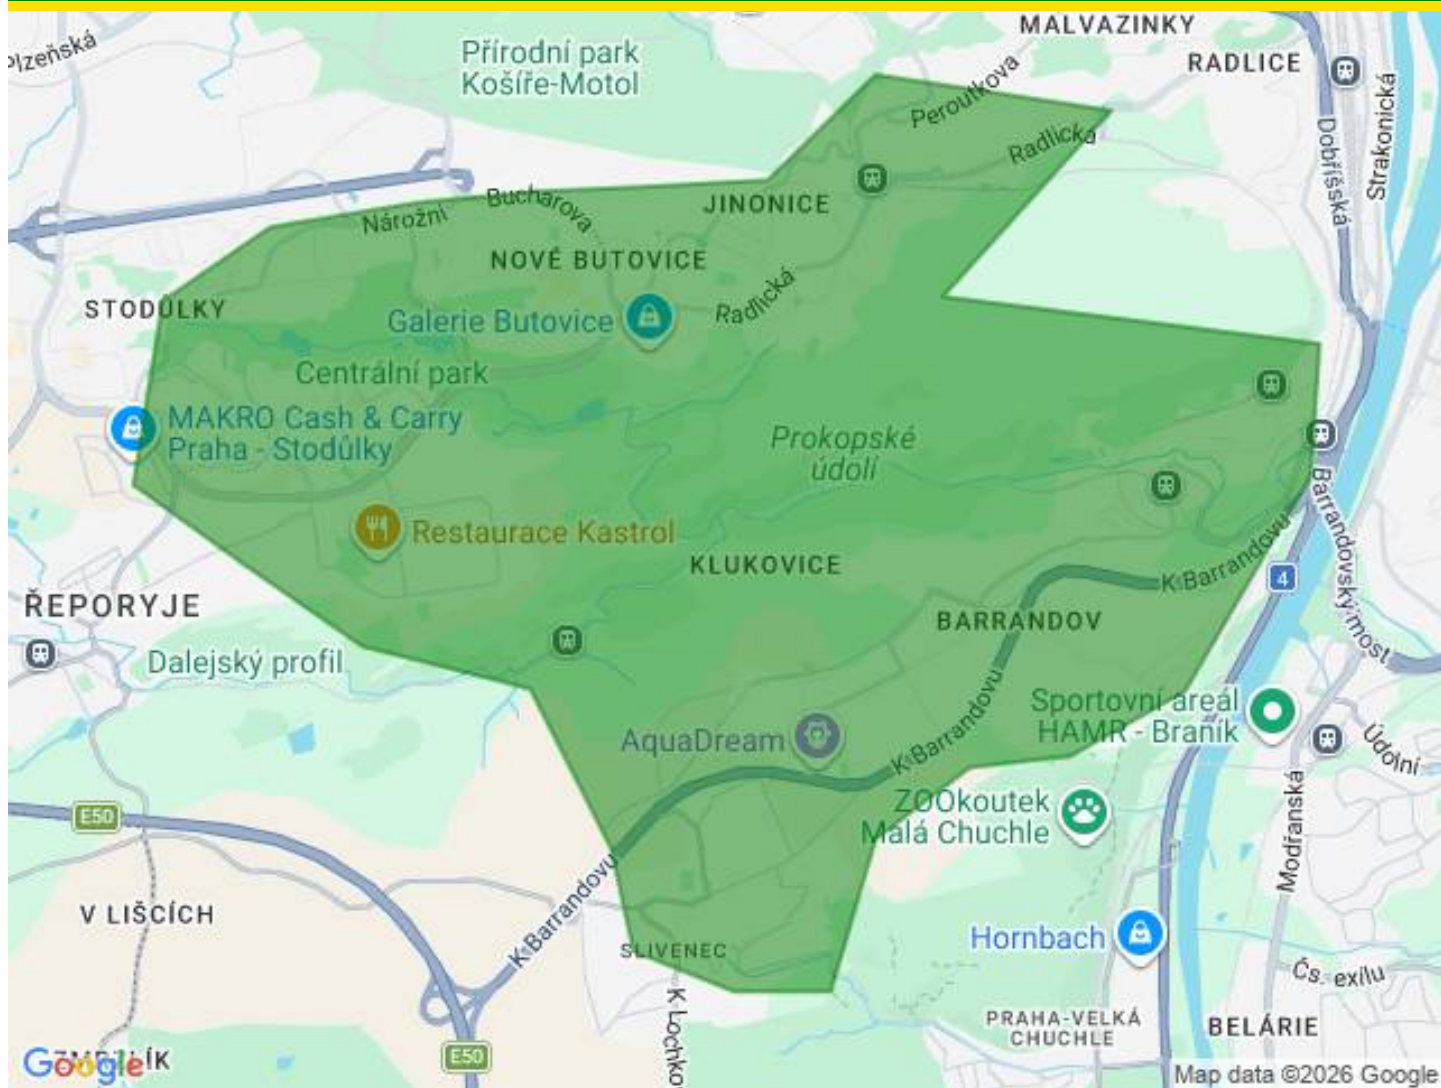 MALVAZINKY
Plzeňská
Přírodní park
Košíře-Motol
RADLICE
Peroutkova
Strakonická
Dobříšská
Radlická
Bucharova
Nárožní
JINONICE
NOVÉ BUTOVICE
STODŮLKY
Radlická
Galerie Butovice
Centrální park
MAKRO Cash & Carry
Praha - Stodůlky
Prokopské
údolí
Restaurace Kastrol
KLUKOVICE
K Barrandovu
Barrandovský most
4
ŘEPORYJE
BARRANDOV
Dalejský profil
K Barrandovu
Sportovní areál
HAMR - Braník
AquaDream
Údolní
ZOOkoutek
Malá Chuchle
E50
Modřanská
K Barrandovu
V LIŠCÍCH
SLIVENEC
Hornbach
Čs. exilu
K Lochko
PRAHA-VELKÁ
CHUCHLE
BELÁRIE
E50
Google
Map data ©2026 Google